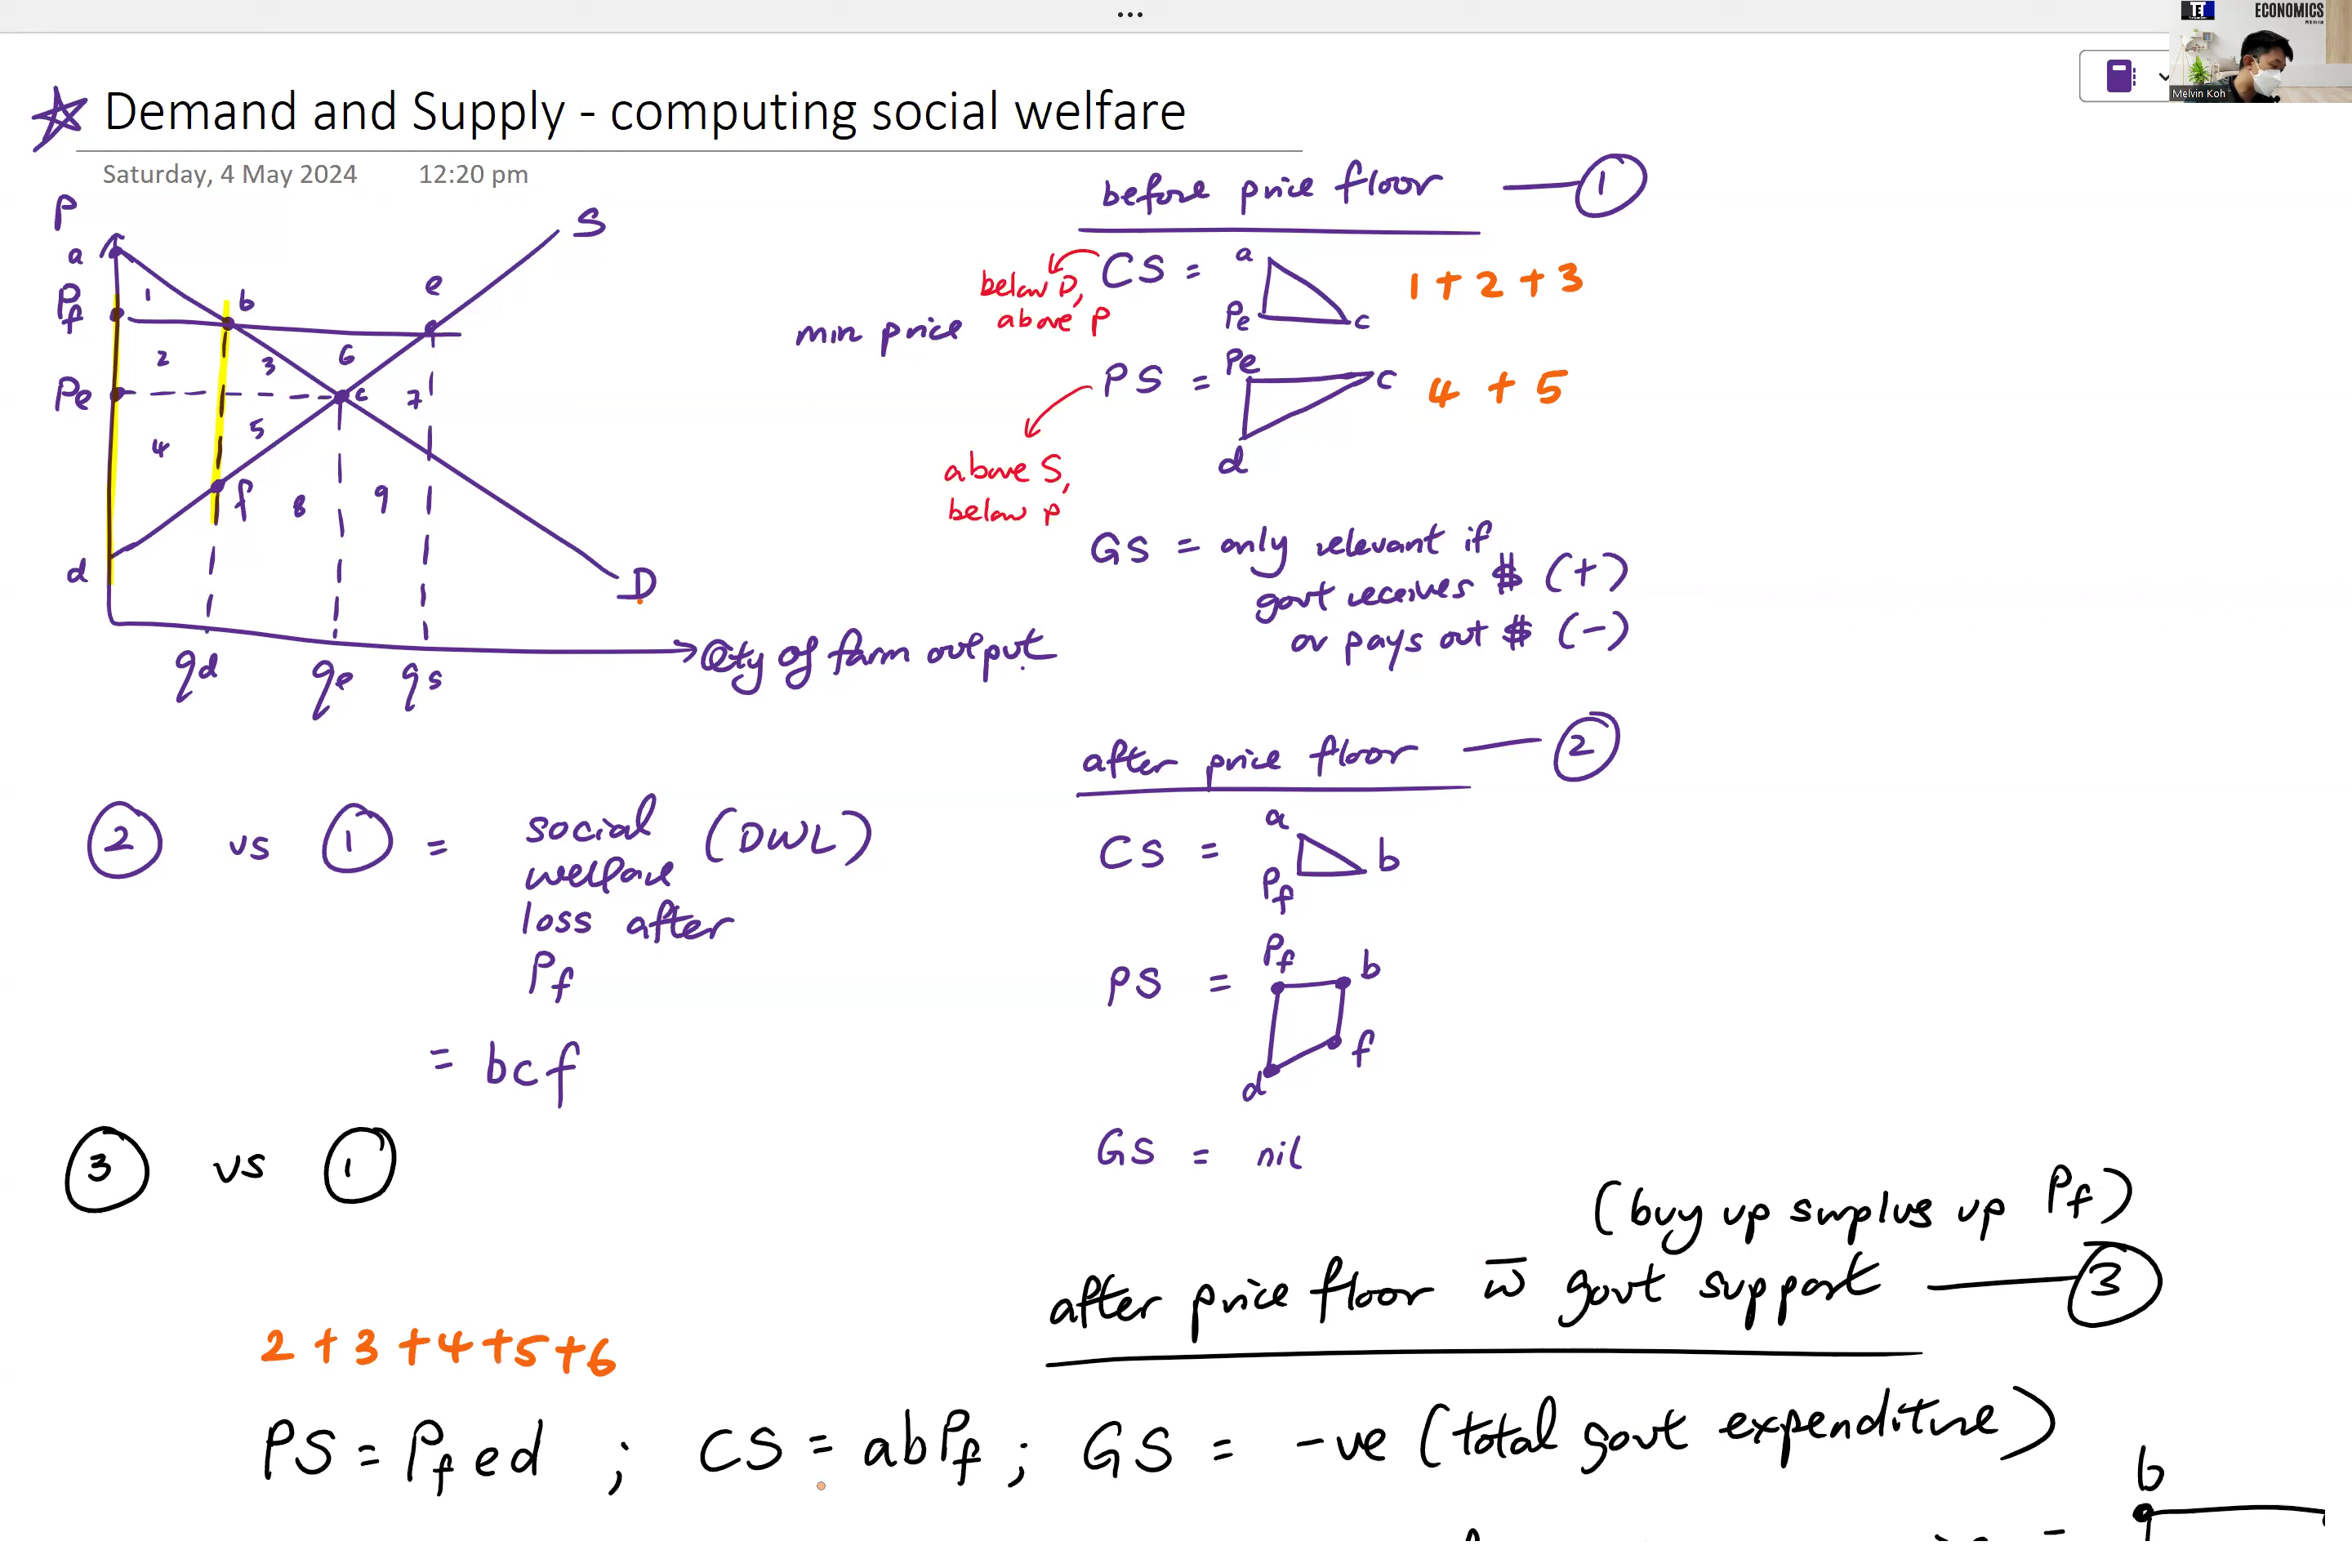 ...
TET
ECONOMICS
Melvin Koh
Demand and Supply - computing social welfare
Saturday, 4 May 2024 12:20 pm
P
a
Pf
Pe
d
S
e
b
c
f
D
1
2
3
6
7
4
5
8
9
qd qe qs
Qty of farm output
before price floor — 1
min price
below D,
above P
CS = a Pe c 1 + 2 + 3
PS = Pe c d 4 + 5
above S,
below P
GS = only relevant if
govt receives $ (+)
or pays out $ (-)
after price floor — 2
CS = a Pf b
PS = Pf b f d
GS = nil
2 vs 1 = social (DWL)
welfare
loss after
Pf
= bcf
3 vs 1
(buy up surplus up Pf)
after price floor w̄ govt support — 3
2 + 3 + 4 + 5 + 6
PS = Pf ed ; CS = abPf ; GS = -ve (total govt expenditure)
b